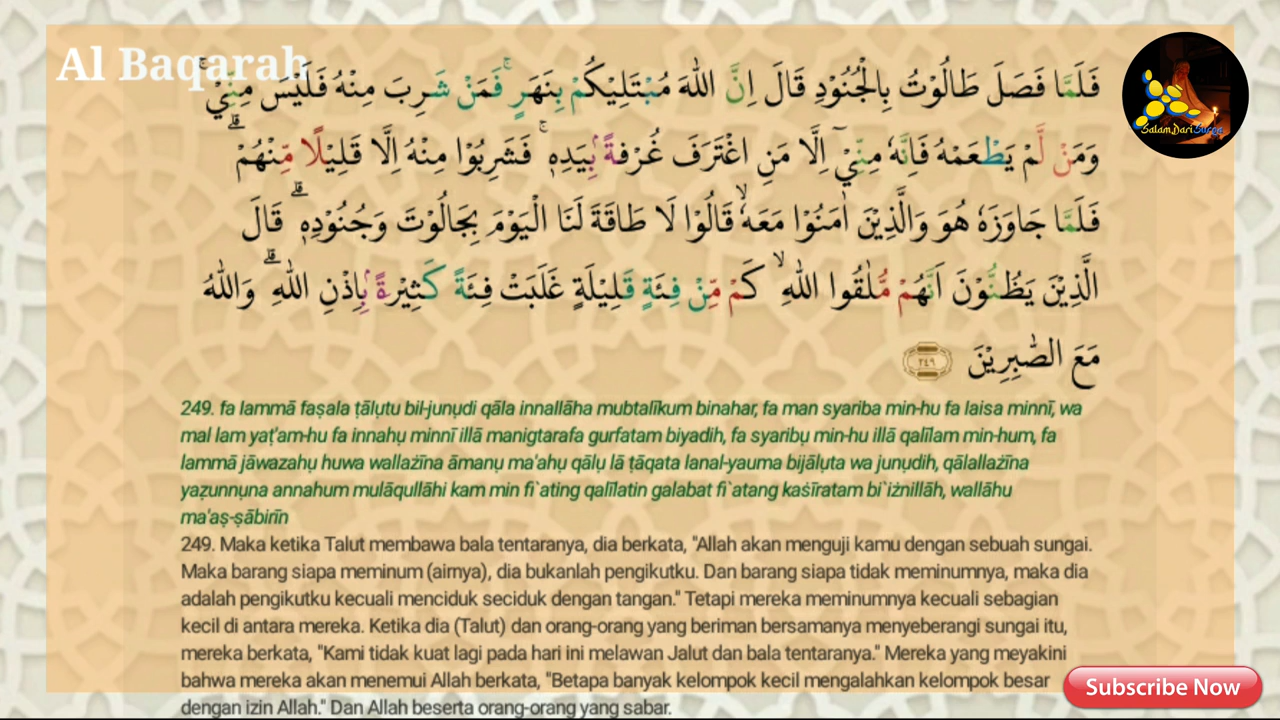 Al Baqarah
فَلَمَّا فَصَلَ طَالُوْتُ بِالْجُنُوْدِ قَالَ اِنَّ اللّٰهَ مُبْتَلِيْكُمْ بِنَهَرٍۚ فَمَنْ شَرِبَ مِنْهُ فَلَيْسَ مِنِّيْۚ
وَمَنْ لَّمْ يَطْعَمْهُ فَاِنَّهٗ مِنِّيْٓ اِلَّا مَنِ اغْتَرَفَ غُرْفَةً ۢبِيَدِهٖۚ فَشَرِبُوْا مِنْهُ اِلَّا قَلِيْلًا مِّنْهُمْۗ
فَلَمَّا جَاوَزَهٗ هُوَ وَالَّذِيْنَ اٰمَنُوْا مَعَهٗۙ قَالُوْا لَا طَاقَةَ لَنَا الْيَوْمَ بِجَالُوْتَ وَجُنُوْدِهٖۗ قَالَ
الَّذِيْنَ يَظُنُّوْنَ اَنَّهُمْ مُّلٰقُوا اللّٰهِۙ كَمْ مِّنْ فِئَةٍ قَلِيْلَةٍ غَلَبَتْ فِئَةً كَثِيْرَةً ۢبِاِذْنِ اللّٰهِۗ وَاللّٰهُ
مَعَ الصّٰبِرِيْنَ ٢٤٩
249. fa lammā faṣala ṭālụtu bil-junụdi qāla innallāha mubtalīkum binahar, fa man syariba min-hu fa laisa minnī, wa
mal lam yaṭ'am-hu fa innahụ minnī illā manigtarafa gurfatam biyadih, fa syaribụ min-hu illā qalīlam min-hum, fa
lammā jāwazahụ huwa wallażīna āmanụ ma'ahụ qālụ lā ṭāqata lanal-yauma bijālụta wa junụdih, qālallażīna
yaẓunnụna annahum mulāqullāhi kam min fi`ating qalīlatin galabat fi`atang kaṡīratam bi`iżnillāh, wallāhu
ma'aṣ-ṣābirīn
249. Maka ketika Talut membawa bala tentaranya, dia berkata, "Allah akan menguji kamu dengan sebuah sungai.
Maka barang siapa meminum (airnya), dia bukanlah pengikutku. Dan barang siapa tidak meminumnya, maka dia
adalah pengikutku kecuali menciduk seciduk dengan tangan." Tetapi mereka meminumnya kecuali sebagian
kecil di antara mereka. Ketika dia (Talut) dan orang-orang yang beriman bersamanya menyeberangi sungai itu,
mereka berkata, "Kami tidak kuat lagi pada hari ini melawan Jalut dan bala tentaranya." Mereka yang meyakini
bahwa mereka akan menemui Allah berkata, "Betapa banyak kelompok kecil mengalahkan kelompok besar
dengan izin Allah." Dan Allah beserta orang-orang yang sabar.
SalamDariSurga
Subscribe Now